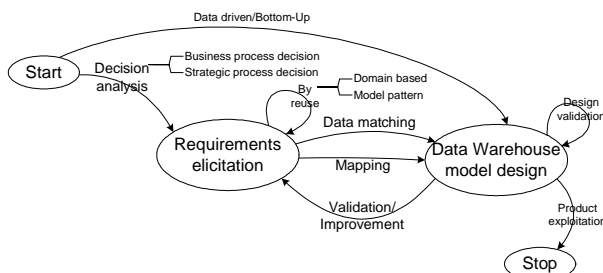 Data driven/Bottom-Up
Start
Decision
analysis
Business process decision
Strategic process decision
By
reuse
Domain based
Model pattern
Design
validation
Requirements
elicitation
Data matching
Mapping
Data Warehouse
model design
Validation/
Improvement
Product
exploitation
Stop